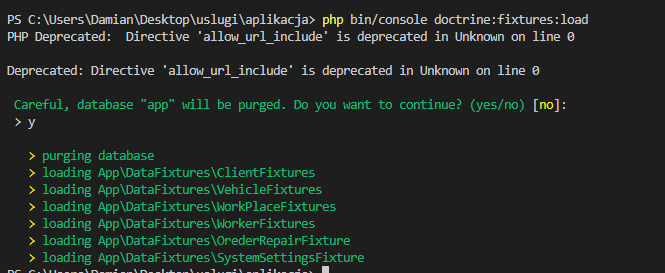 PS C:\Users\Damian\Desktop\uslugi\aplikacja> php bin/console doctrine:fixtures:load
PHP Deprecated:  Directive 'allow_url_include' is deprecated in Unknown on line 0
Deprecated: Directive 'allow_url_include' is deprecated in Unknown on line 0
Careful, database "app" will be purged. Do you want to continue? (yes/no) [no]:
> y
> purging database
> loading App\DataFixtures\ClientFixtures
> loading App\DataFixtures\VehicleFixtures
> loading App\DataFixtures\WorkPlaceFixtures
> loading App\DataFixtures\WorkerFixtures
> loading App\DataFixtures\OrederRepairFixture
> loading App\DataFixtures\SystemSettingsFixture
PS C:\Users\Damian\Desktop\uslugi\aplikacja>